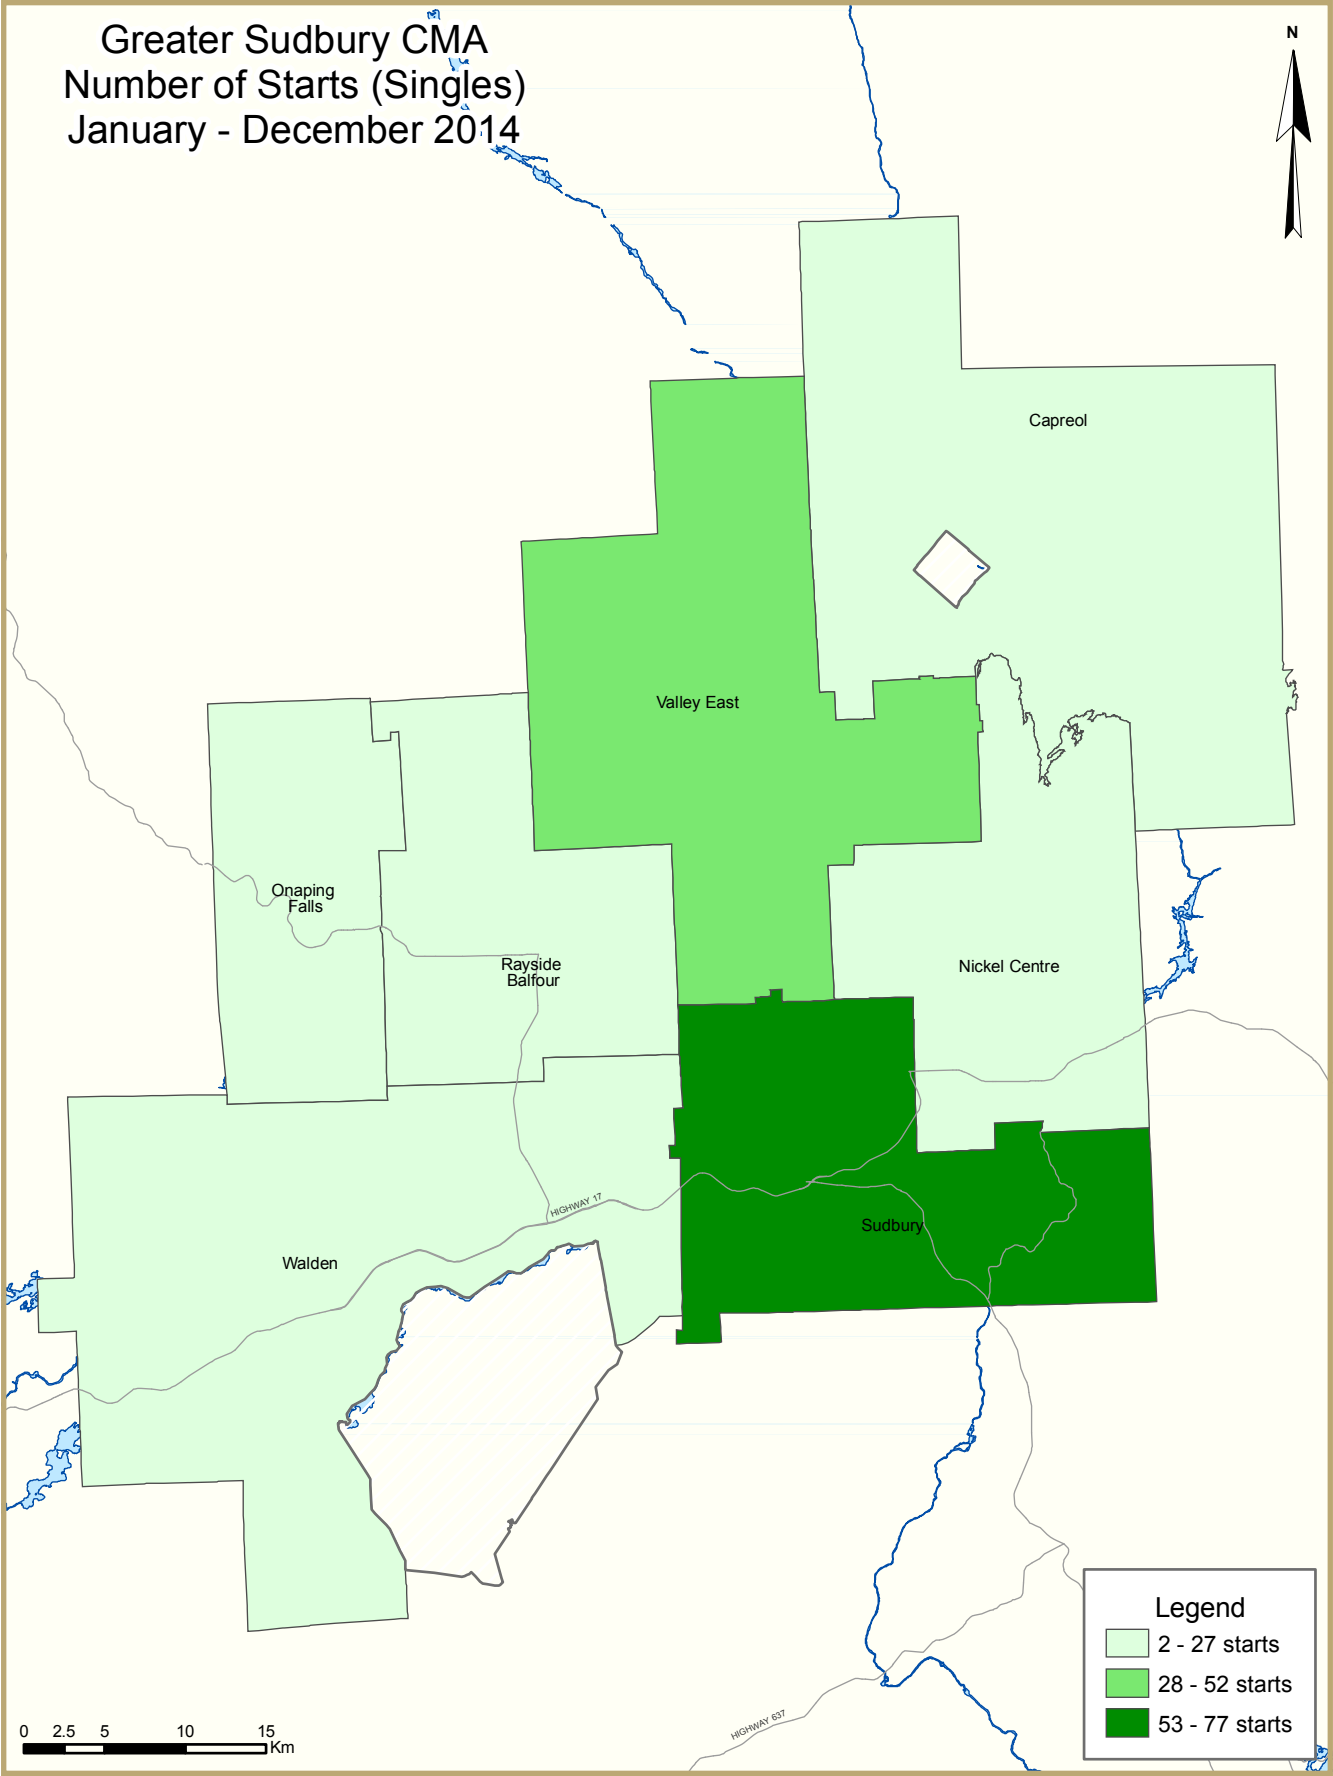 Greater Sudbury CMA
Number of Starts (Singles)
January - December 2014
N
Capreol
Valley East
Onaping
Falls
Rayside
Balfour
Nickel Centre
HIGHWAY 17
Sudbury
Walden
HIGHWAY 637
Legend
2 - 27 starts
28 - 52 starts
53 - 77 starts
0 2.5 5 10 15
Km